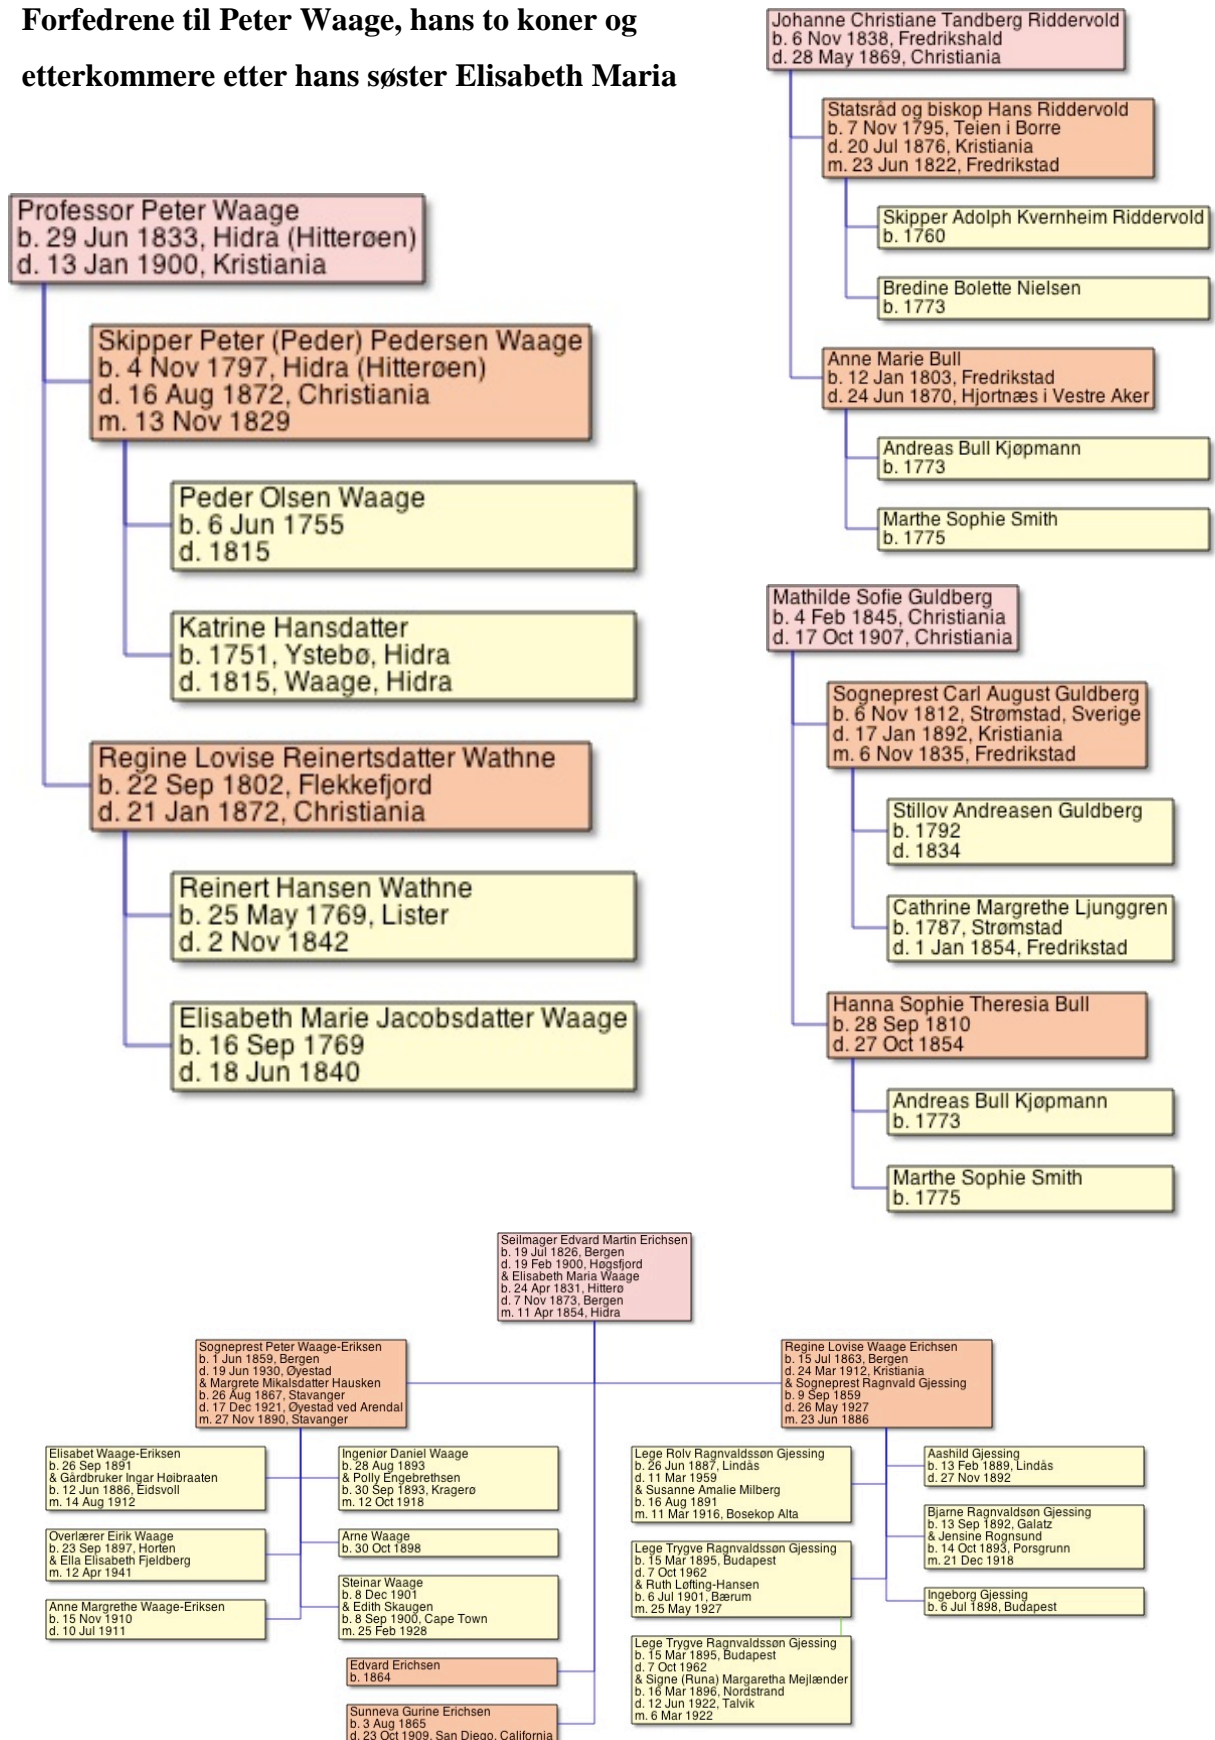 Forfedrene til Peter Waage, hans to koner og
etterkommere etter hans søster Elisabeth Maria
Professor Peter Waage
b. 29 Jun 1833, Hidra (Hitterøen)
d. 13 Jan 1900, Kristiania
Skipper Peter (Peder) Pedersen Waage
b. 4 Nov 1797, Hidra (Hitterøen)
d. 16 Aug 1872, Christiania
m. 13 Nov 1829
Peder Olsen Waage
b. 6 Jun 1755
d. 1815
Katrine Hansdatter
b. 1751, Ystebø, Hidra
d. 1815, Waage, Hidra
Regine Lovise Reinertsdatter Wathne
b. 22 Sep 1802, Flekkefjord
d. 21 Jan 1872, Christiania
Reinert Hansen Wathne
b. 25 May 1769, Lister
d. 2 Nov 1842
Elisabeth Marie Jacobsdatter Waage
b. 16 Sep 1769
d. 18 Jun 1840
Johanne Christiane Tandberg Riddervold
b. 6 Nov 1838, Fredrikshald
d. 28 May 1869, Christiania
Statsråd og biskop Hans Riddervold
b. 7 Nov 1795, Teien i Borre
d. 20 Jul 1876, Kristiania
m. 23 Jun 1822, Fredrikstad
Skipper Adolph Kvernheim Riddervold
b. 1760
Bredine Bolette Nielsen
b. 1773
Anne Marie Bull
b. 12 Jan 1803, Fredrikstad
d. 24 Jun 1870, Hjortnæs i Vestre Aker
Andreas Bull Kjøpmann
b. 1773
Marthe Sophie Smith
b. 1775
Mathilde Sofie Guldberg
b. 4 Feb 1845, Christiania
d. 17 Oct 1907, Christiania
Sogneprest Carl August Guldberg
b. 6 Nov 1812, Strømstad, Sverige
d. 17 Jan 1892, Kristiania
m. 6 Nov 1835, Fredrikstad
Stillov Andreasen Guldberg
b. 1792
d. 1834
Cathrine Margrethe Ljunggren
b. 1787, Strømstad
d. 1 Jan 1854, Fredrikstad
Hanna Sophie Theresia Bull
b. 28 Sep 1810
d. 27 Oct 1854
Andreas Bull Kjøpmann
b. 1773
Marthe Sophie Smith
b. 1775
Seilmager Edvard Martin Erichsen
b. 19 Jul 1826, Bergen
d. 19 Feb 1900, Høgsfjord
& Elisabeth Maria Waage
b. 24 Apr 1831, Hitterø
d. 7 Nov 1873, Bergen
m. 11 Apr 1854, Hidra
Sogneprest Peter Waage-Eriksen
b. 1 Jun 1859, Bergen
d. 19 Jun 1930, Øyestad
& Margrete Mikalsdatter Hausken
b. 26 Aug 1867, Stavanger
d. 17 Dec 1921, Øyestad ved Arendal
m. 27 Nov 1890, Stavanger
Elisabet Waage-Eriksen
b. 26 Sep 1891
& Gårdbruker Ingar Høibraaten
b. 12 Jun 1886, Eidsvoll
m. 14 Aug 1912
Ingeniør Daniel Waage
b. 28 Aug 1893
& Polly Engebrethsen
b. 30 Sep 1893, Kragerø
m. 12 Oct 1918
Overlærer Eirik Waage
b. 23 Sep 1897, Horten
& Ella Elisabeth Fjeldberg
m. 12 Apr 1941
Arne Waage
b. 30 Oct 1898
Steinar Waage
b. 8 Dec 1901
& Edith Skaugen
b. 8 Sep 1900, Cape Town
m. 25 Feb 1928
Anne Margrethe Waage-Eriksen
b. 15 Nov 1910
d. 10 Jul 1911
Regine Lovise Waage Erichsen
b. 15 Jul 1863, Bergen
d. 24 Mar 1912, Kristiania
& Sogneprest Ragnvald Gjessing
b. 9 Sep 1859
d. 26 May 1927
m. 23 Jun 1886
Lege Rolv Ragnvaldssøn Gjessing
b. 26 Jun 1887, Lindås
d. 11 Mar 1959
& Susanne Amalie Milberg
b. 16 Aug 1891
m. 11 Mar 1916, Bosekop Alta
Aashild Gjessing
b. 13 Feb 1889, Lindås
d. 27 Nov 1892
Bjarne Ragnvaldsøn Gjessing
b. 13 Sep 1892, Galatz
& Jensine Rognsund
b. 14 Oct 1893, Porsgrunn
m. 21 Dec 1918
Lege Trygve Ragnvaldssøn Gjessing
b. 15 Mar 1895, Budapest
d. 7 Oct 1962
& Ruth Løfting-Hansen
b. 6 Jul 1901, Bærum
m. 25 May 1927
Ingeborg Gjessing
b. 6 Jul 1898, Budapest
Lege Trygve Ragnvaldssøn Gjessing
b. 15 Mar 1895, Budapest
d. 7 Oct 1962
& Signe (Runa) Margaretha Mejlænder
b. 16 Mar 1896, Nordstrand
d. 12 Jun 1922, Talvik
m. 6 Mar 1922
Edvard Erichsen
b. 1864
Sunneva Gurine Erichsen
b. 3 Aug 1865
d. 23 Oct 1909, San Diego, California